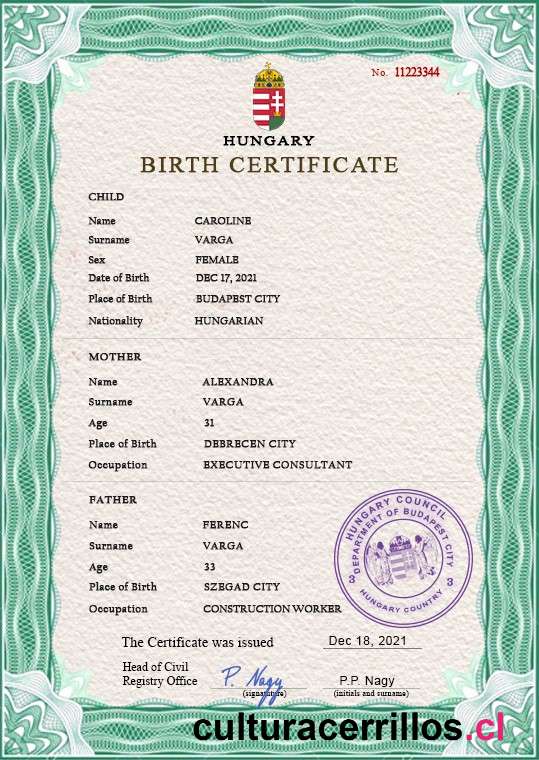 No. 11223344
HUNGARY
BIRTH CERTIFICATE
CHILD
Name CAROLINE
Surname VARGA
Sex FEMALE
Date of Birth DEC 17, 2021
Place of Birth BUDAPEST CITY
Nationality HUNGARIAN
MOTHER
Name ALEXANDRA
Surname VARGA
Age 31
Place of Birth DEBRECEN CITY
Occupation EXECUTIVE CONSULTANT
FATHER
Name FERENC
Surname VARGA
Age 33
Place of Birth SZEGAD CITY
Occupation CONSTRUCTION WORKER
HUNGARY COUNCIL
DEPARTMENT OF BUDAPEST CITY
3 3
HUNGARY COUNTRY
The Certificate was issued Dec 18, 2021
Head of Civil
Registry Office P. Nagy P.P. Nagy
(signature) (initials and surname)
culturacerrillos.cl